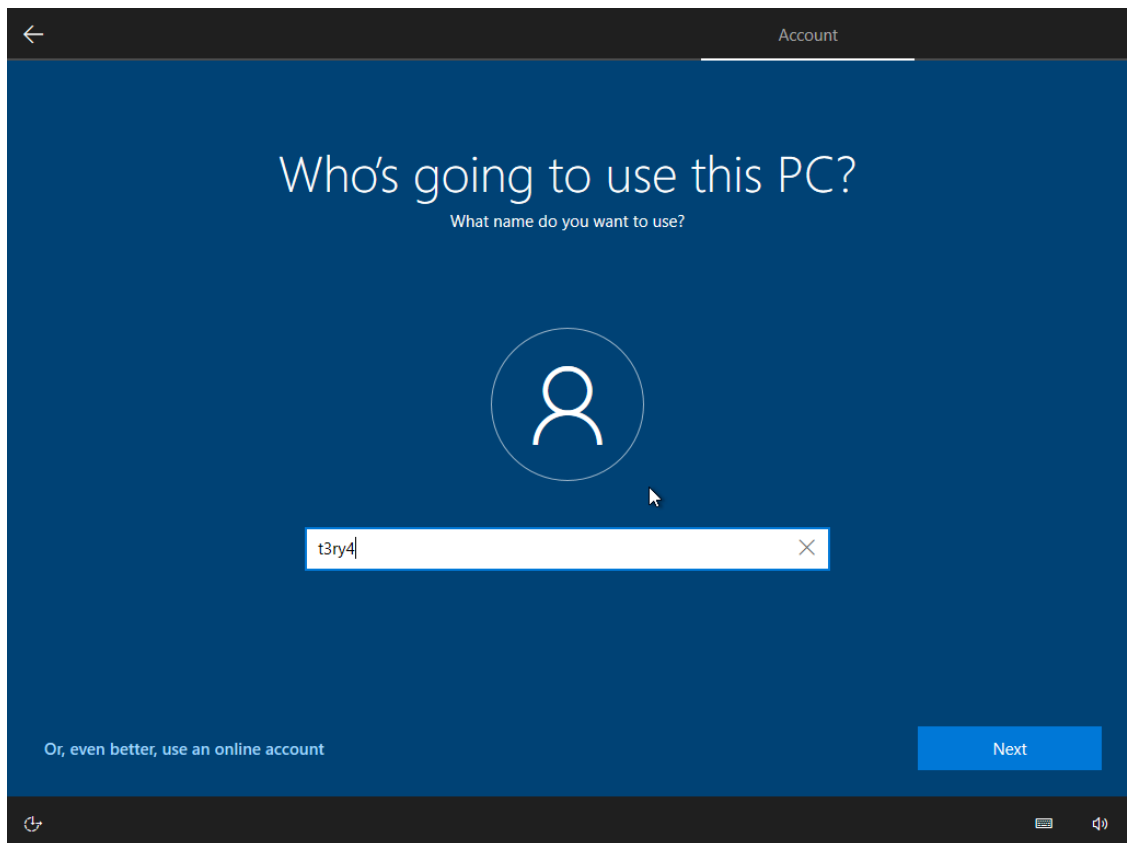 Account
Who's going to use this PC?
What name do you want to use?
t3ry4
Or, even better, use an online account
Next